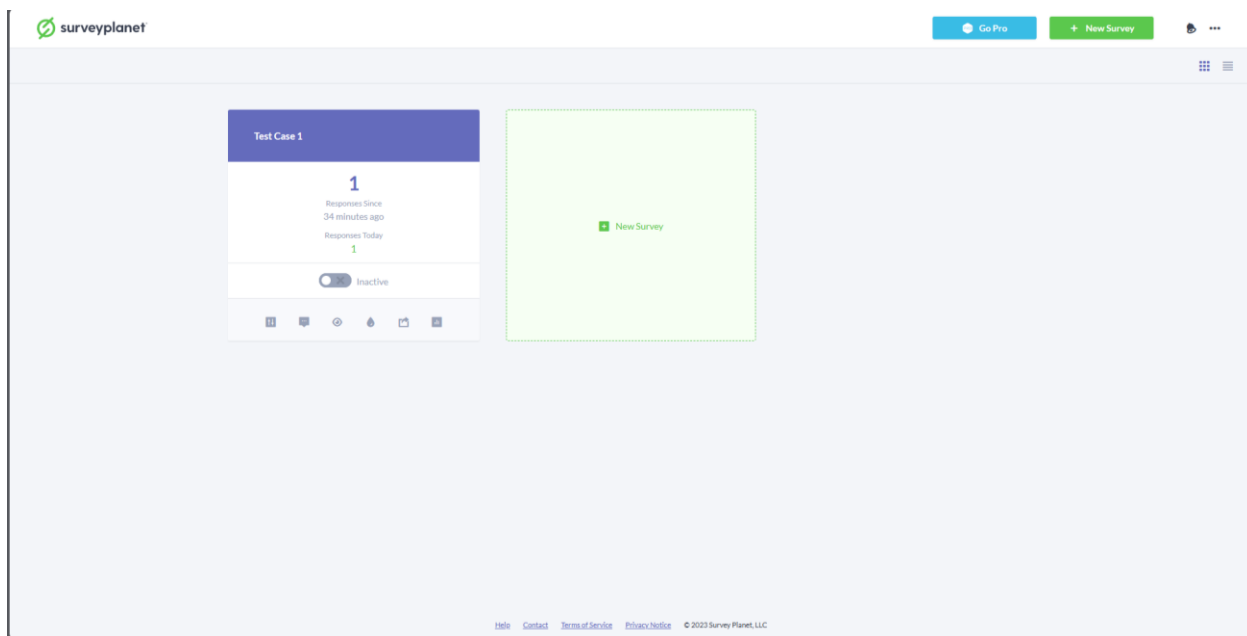 surveyplanet
Go Pro
+ New Survey
Test Case 1
1
Responses Since
34 minutes ago
Responses Today
1
Inactive
New Survey
Help Contact Terms of Service Privacy Notice © 2023 Survey Planet, LLC